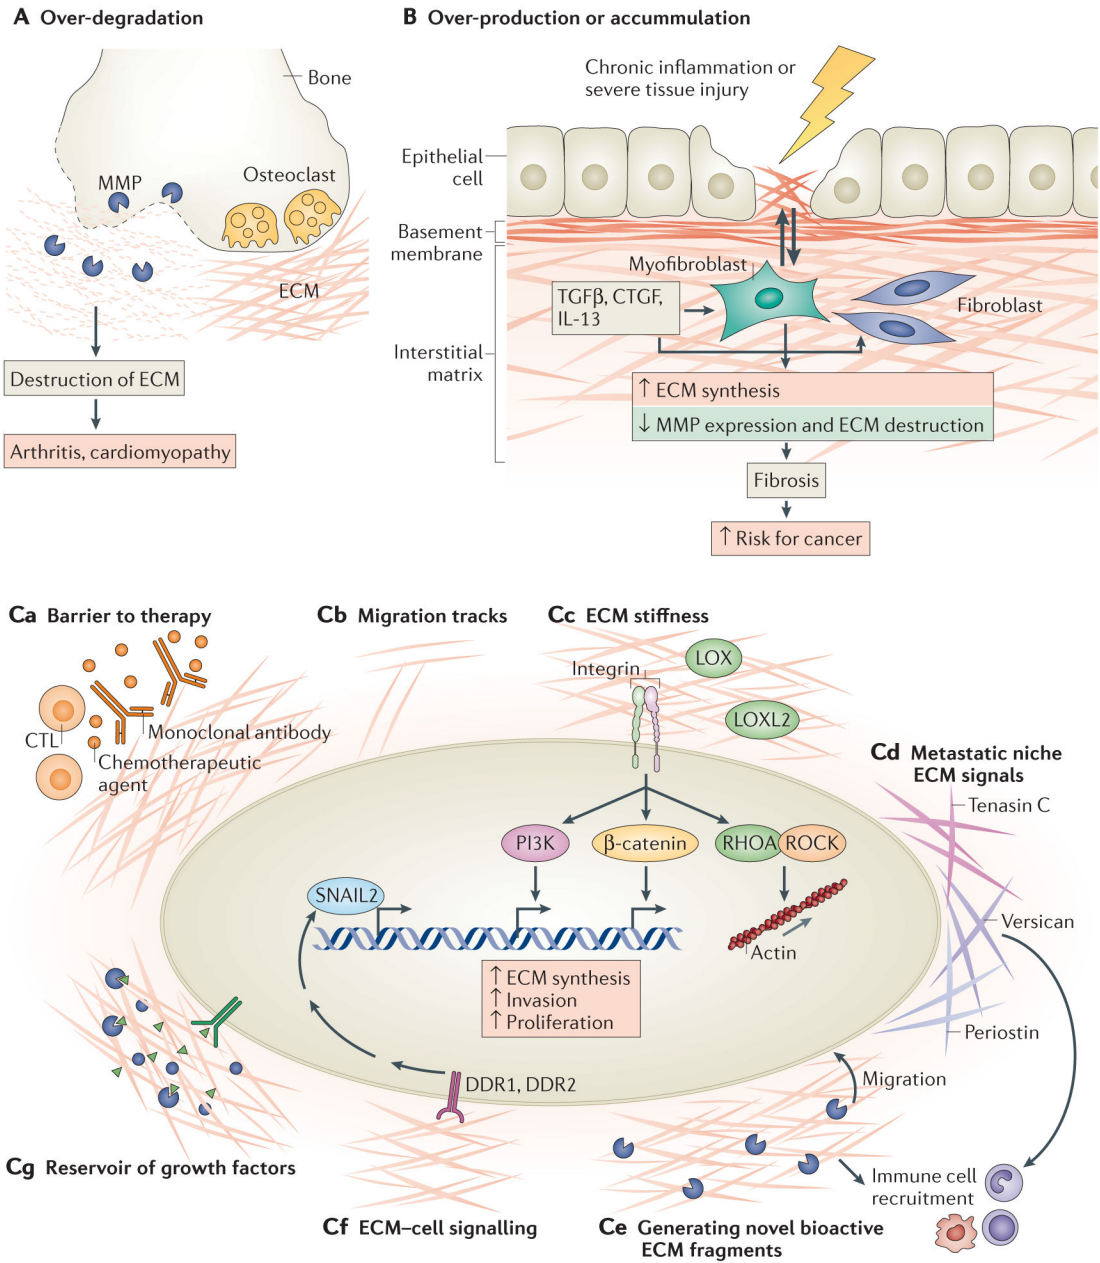 A Over-degradation
Bone
MMP
Osteoclast
ECM
Destruction of ECM
Arthritis, cardiomyopathy
B Over-production or accumulation
Chronic inflammation or
severe tissue injury
Epithelial
cell
Basement
membrane
Myofibroblast
TGFβ, CTGF,
IL-13
Fibroblast
Interstitial
matrix
↑ ECM synthesis
↓ MMP expression and ECM destruction
Fibrosis
↑ Risk for cancer
Ca Barrier to therapy
CTL
Monoclonal antibody
Chemotherapeutic
agent
Cb Migration tracks
Cc ECM stiffness
Integrin
LOX
LOXL2
Cd Metastatic niche
ECM signals
Tenasin C
Versican
Periostin
PI3K
β-catenin
RHOA
ROCK
SNAIL2
Actin
↑ ECM synthesis
↑ Invasion
↑ Proliferation
DDR1, DDR2
Migration
Immune cell
recruitment
Cg Reservoir of growth factors
Cf ECM–cell signalling
Ce Generating novel bioactive
ECM fragments